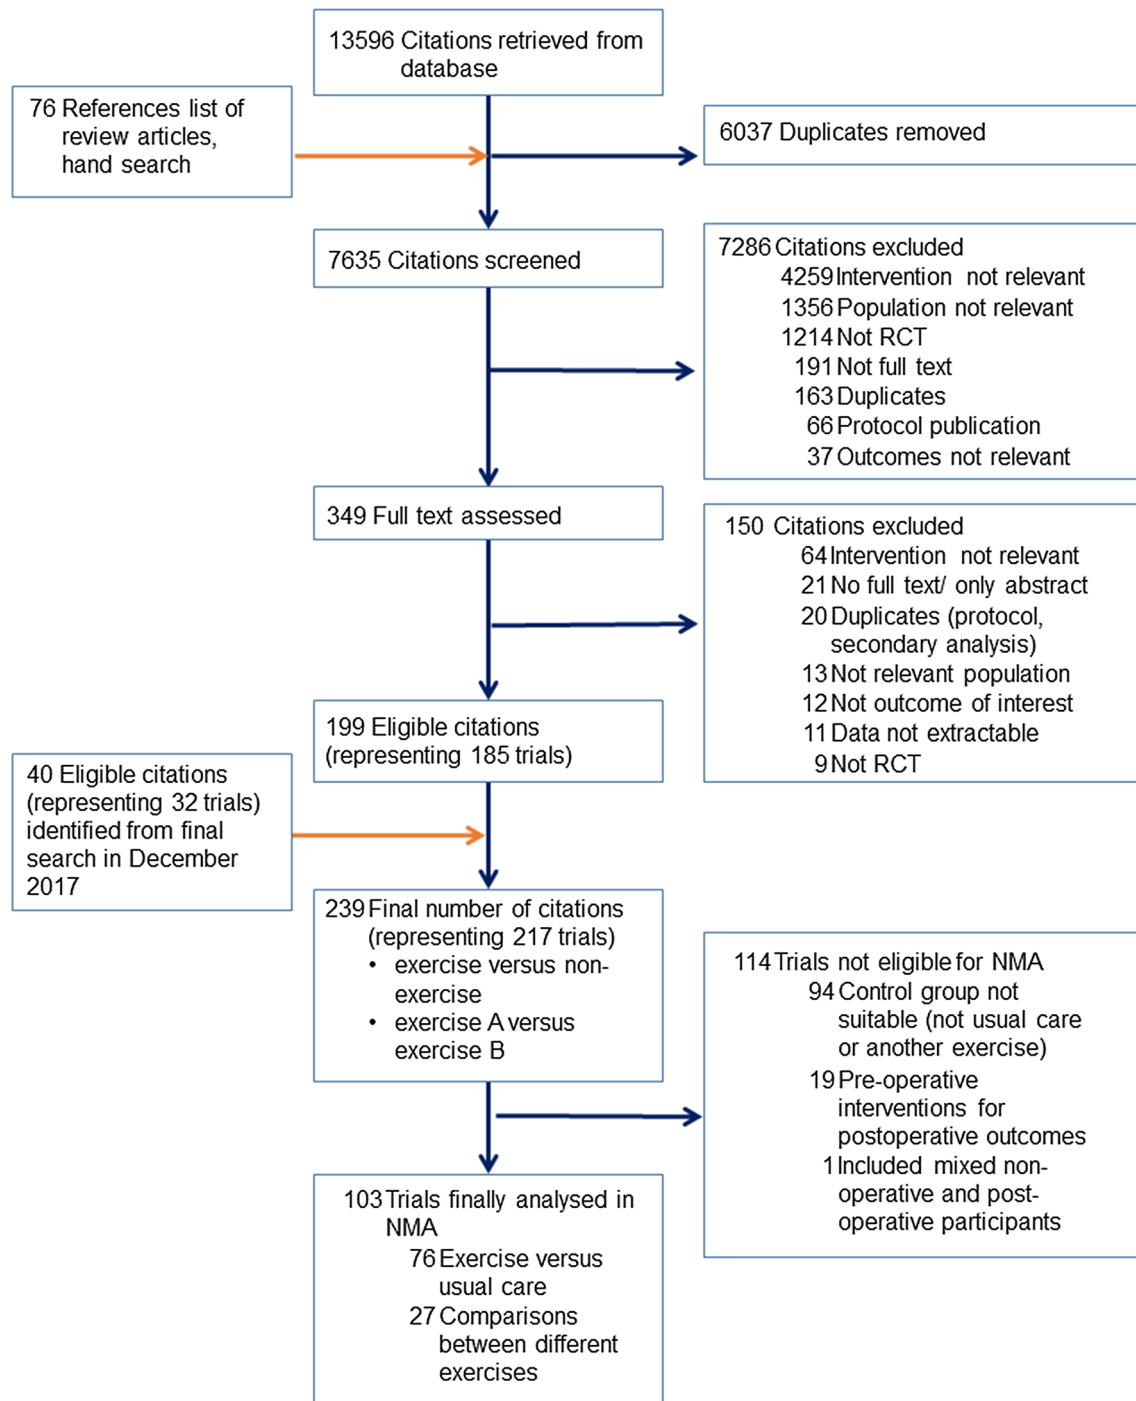 13596 Citations retrieved from
database
76 References list of
review articles,
hand search
6037 Duplicates removed
7635 Citations screened
7286 Citations excluded
4259 Intervention not relevant
1356 Population not relevant
1214 Not RCT
191 Not full text
163 Duplicates
66 Protocol publication
37 Outcomes not relevant
349 Full text assessed
150 Citations excluded
64 Intervention not relevant
21 No full text/ only abstract
20 Duplicates (protocol,
secondary analysis)
13 Not relevant population
12 Not outcome of interest
11 Data not extractable
9 Not RCT
199 Eligible citations
(representing 185 trials)
40 Eligible citations
(representing 32 trials)
identified from final
search in December
2017
239 Final number of citations
(representing 217 trials)
• exercise versus non-
exercise
• exercise A versus
exercise B
114 Trials not eligible for NMA
94 Control group not
suitable (not usual care
or another exercise)
19 Pre-operative
interventions for
postoperative outcomes
1 Included mixed non-
operative and post-
operative participants
103 Trials finally analysed in
NMA
76 Exercise versus
usual care
27 Comparisons
between different
exercises